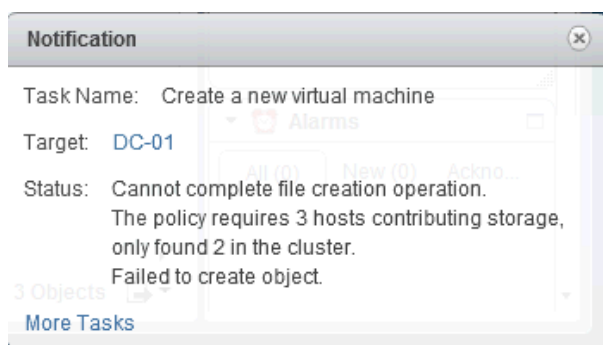 Notification
Task Name: Create a new virtual machine
Alarms
Target: DC-01
All (0) New (0) Ackno...
Status: Cannot complete file creation operation.
The policy requires 3 hosts contributing storage,
only found 2 in the cluster.
Failed to create object.
3 Objects
More Tasks